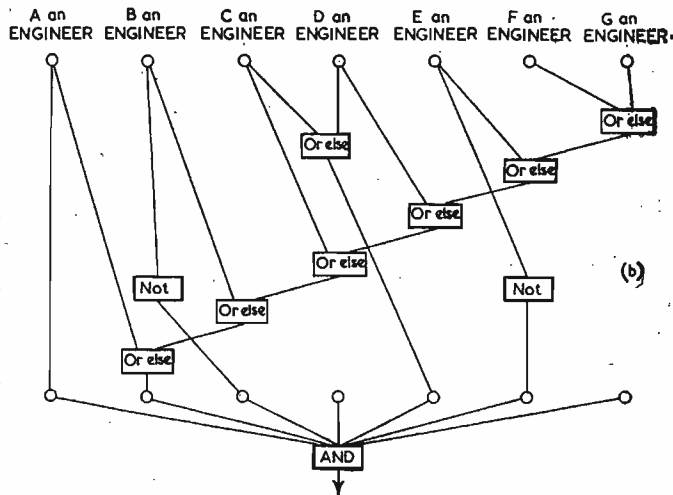 A an ENGINEER
B an ENGINEER
C an ENGINEER
D an ENGINEER
E an ENGINEER
F an ENGINEER
G an ENGINEER.
Or else
Or else
Or else
Or else
Or else
(b)
Not
Not
Or else
Or else
AND